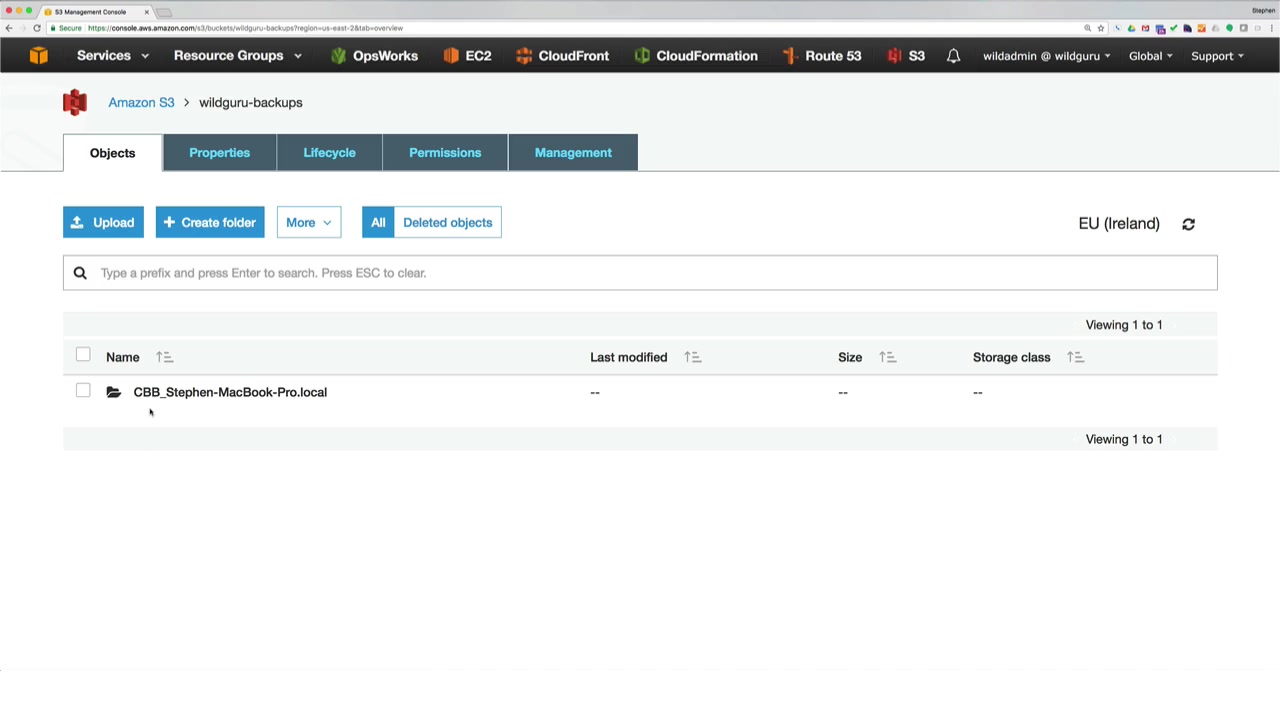 Stephen
S3 Management Console
Secure https://console.aws.amazon.com/s3/buckets/wildguru-backups?region=us-east-2&tab=overview
Services Resource Groups OpsWorks EC2 CloudFront CloudFormation Route 53 S3 wildadmin @ wildguru Global Support
Amazon S3 > wildguru-backups
Objects Properties Lifecycle Permissions Management
Upload + Create folder More All Deleted objects EU (Ireland)
Type a prefix and press Enter to search. Press ESC to clear.
Viewing 1 to 1
Name Last modified Size Storage class
CBB_Stephen-MacBook-Pro.local -- -- --
Viewing 1 to 1